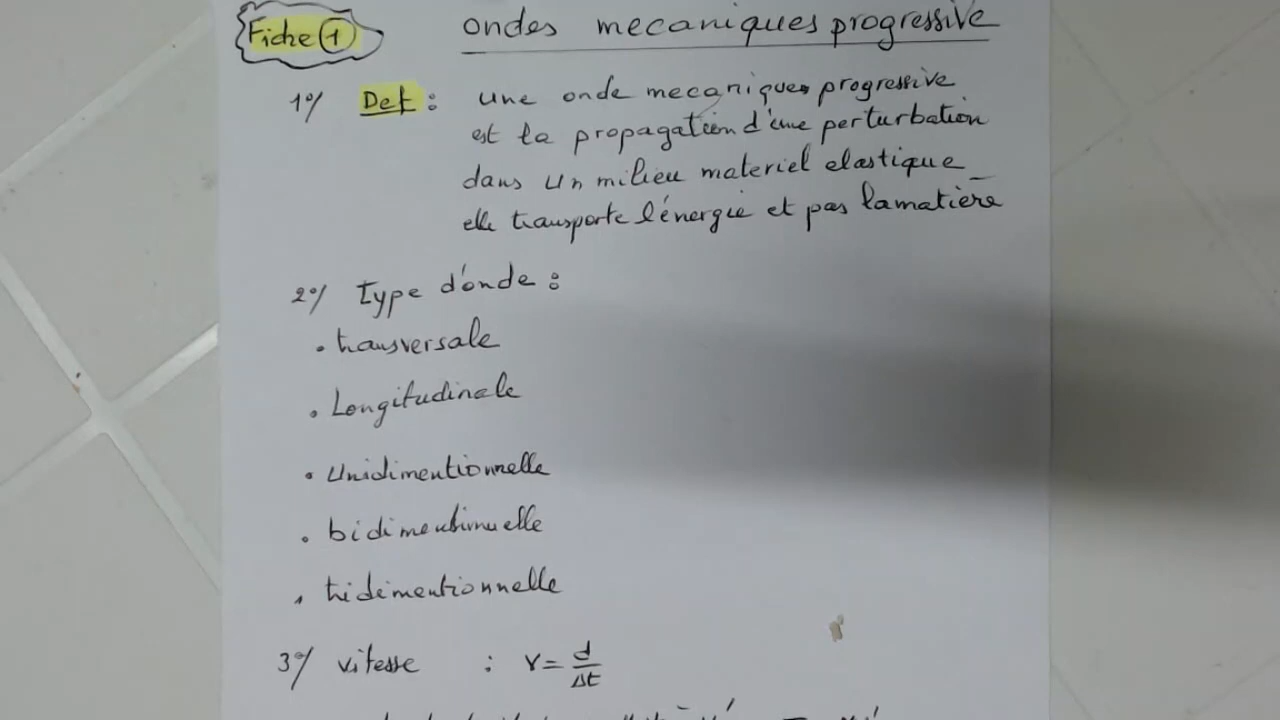 Fiche 1
ondes mecaniques progressive
1°/ Def : une onde mecaniques progressive
est la propagation d'une perturbation
dans un milieu materiel elastique
elle transporte l'énergie et pas la matière
2°/ Type d'onde :
• transversale
• Longitudinale
• Unidimentionnelle
• bidimentionnelle
• tridimentionnelle
3°/ vitesse : v = d/Δt